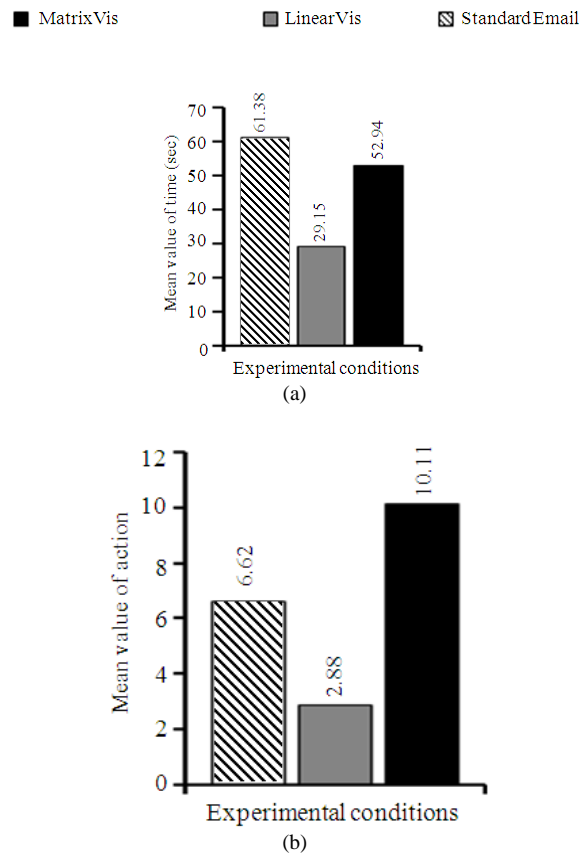 MatrixVis
LinearVis
Standard Email
Mean value of time (sec)
70
60
50
40
30
20
10
0
61.38
29.15
52.94
Experimental conditions
(a)
Mean value of action
12
10
8
6
4
2
0
6.62
2.88
10.11
Experimental conditions
(b)